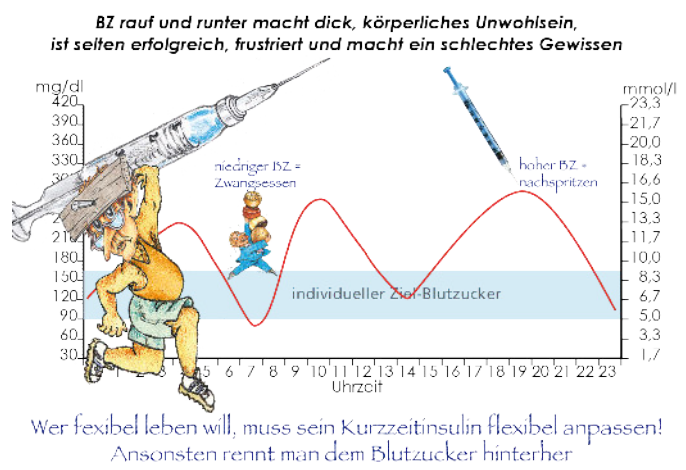 BZ rauf und runter macht dick, körperliches Unwohlsein,
ist selten erfolgreich, frustriert und macht ein schlechtes Gewissen
mg/dl mmol/l
420 23,3
390 21,7
360 20,0
330 18,3
niedriger BZ =
Zwangsessen
hoher BZ =
nachspritzen
16,6
15,0
13,3
210 11,7
180 10,0
150 8,3
individueller Ziel-Blutzucker
120 6,7
90 5,0
60 3,3
30 1,7
1 2 3 5 6 7 8 9 10 11 12 13 14 15 16 17 18 19 20 21 22 23
Uhrzeit
Wer fexibel leben will, muss sein Kurzzeitinsulin flexibel anpassen!
Ansonsten rennt man dem Blutzucker hinterher